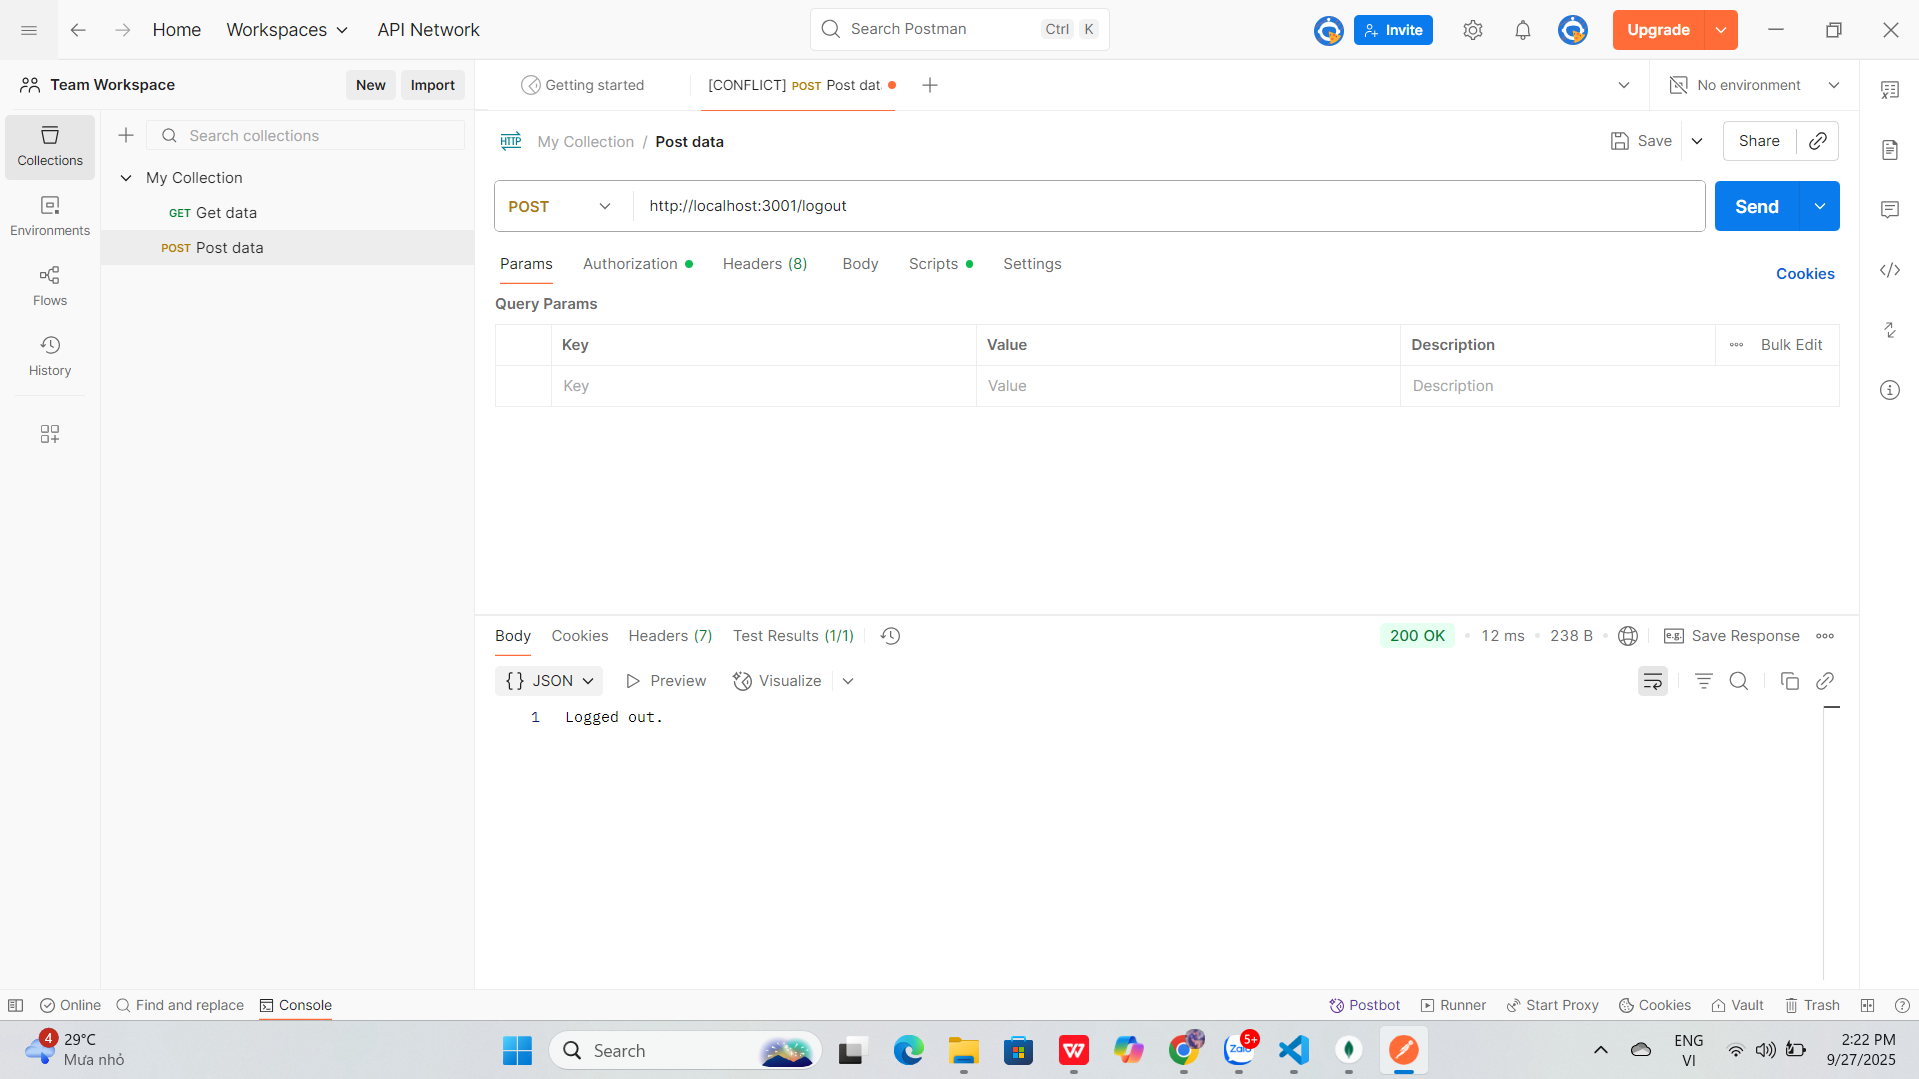 Home
Workspaces
API Network
Search Postman
Ctrl
K
Invite
Upgrade
Team Workspace
New
Import
Getting started
[CONFLICT] POST Post dat
No environment
Collections
Search collections
My Collection / Post data
Save
Share
My Collection
POST
http://localhost:3001/logout
Send
GET Get data
Environments
POST Post data
Params
Authorization
Headers (8)
Body
Scripts
Settings
Cookies
Flows
Query Params
Key
Value
Description
Bulk Edit
History
Key
Value
Description
Body
Cookies
Headers (7)
Test Results (1/1)
200 OK
12 ms
238 B
e.g.
Save Response
{} JSON
Preview
Visualize
1
Logged out.
Online
Find and replace
Console
Postbot
Runner
Start Proxy
Cookies
Vault
Trash
4
29°C
Mưa nhỏ
Search
Zalo
5+
ENG
VI
2:22 PM
9/27/2025